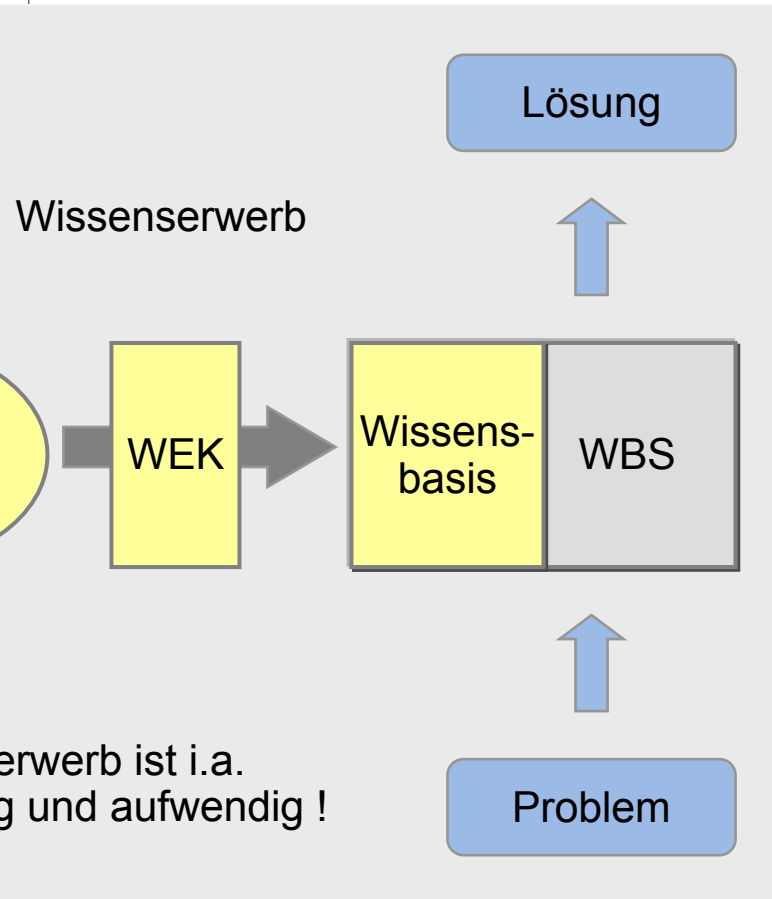 Lösung
Wissenserwerb
WEK
Wissens-
basis
WBS
erwerb ist i.a.
g und aufwendig !
Problem